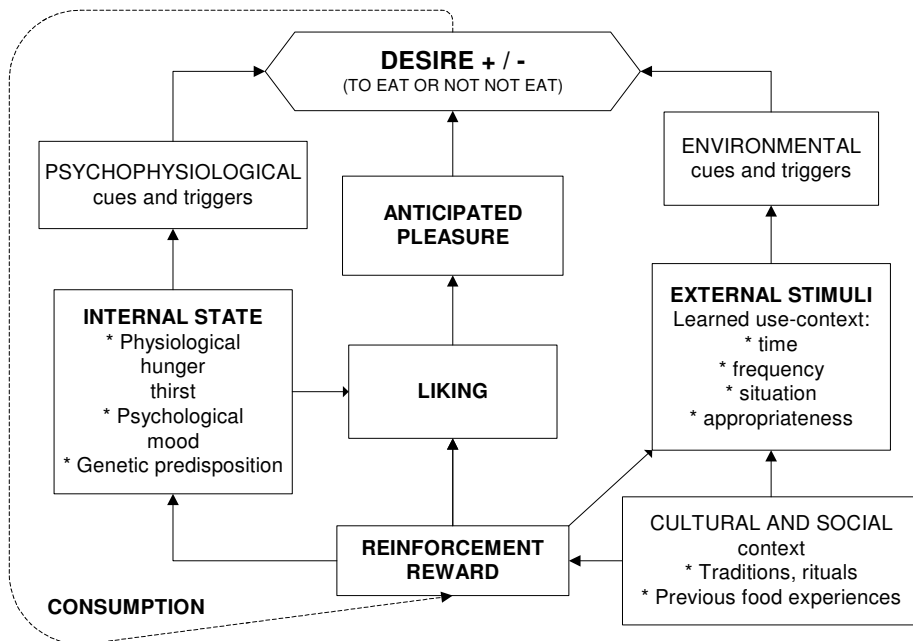 DESIRE + / -
(TO EAT OR NOT NOT EAT)
PSYCHOPHYSIOLOGICAL
cues and triggers
ENVIRONMENTAL
cues and triggers
ANTICIPATED
PLEASURE
INTERNAL STATE
* Physiological
hunger
thirst
* Psychological
mood
* Genetic predisposition
EXTERNAL STIMULI
Learned use-context:
* time
* frequency
* situation
* appropriateness
LIKING
REINFORCEMENT
REWARD
CULTURAL AND SOCIAL
context
* Traditions, rituals
* Previous food experiences
CONSUMPTION